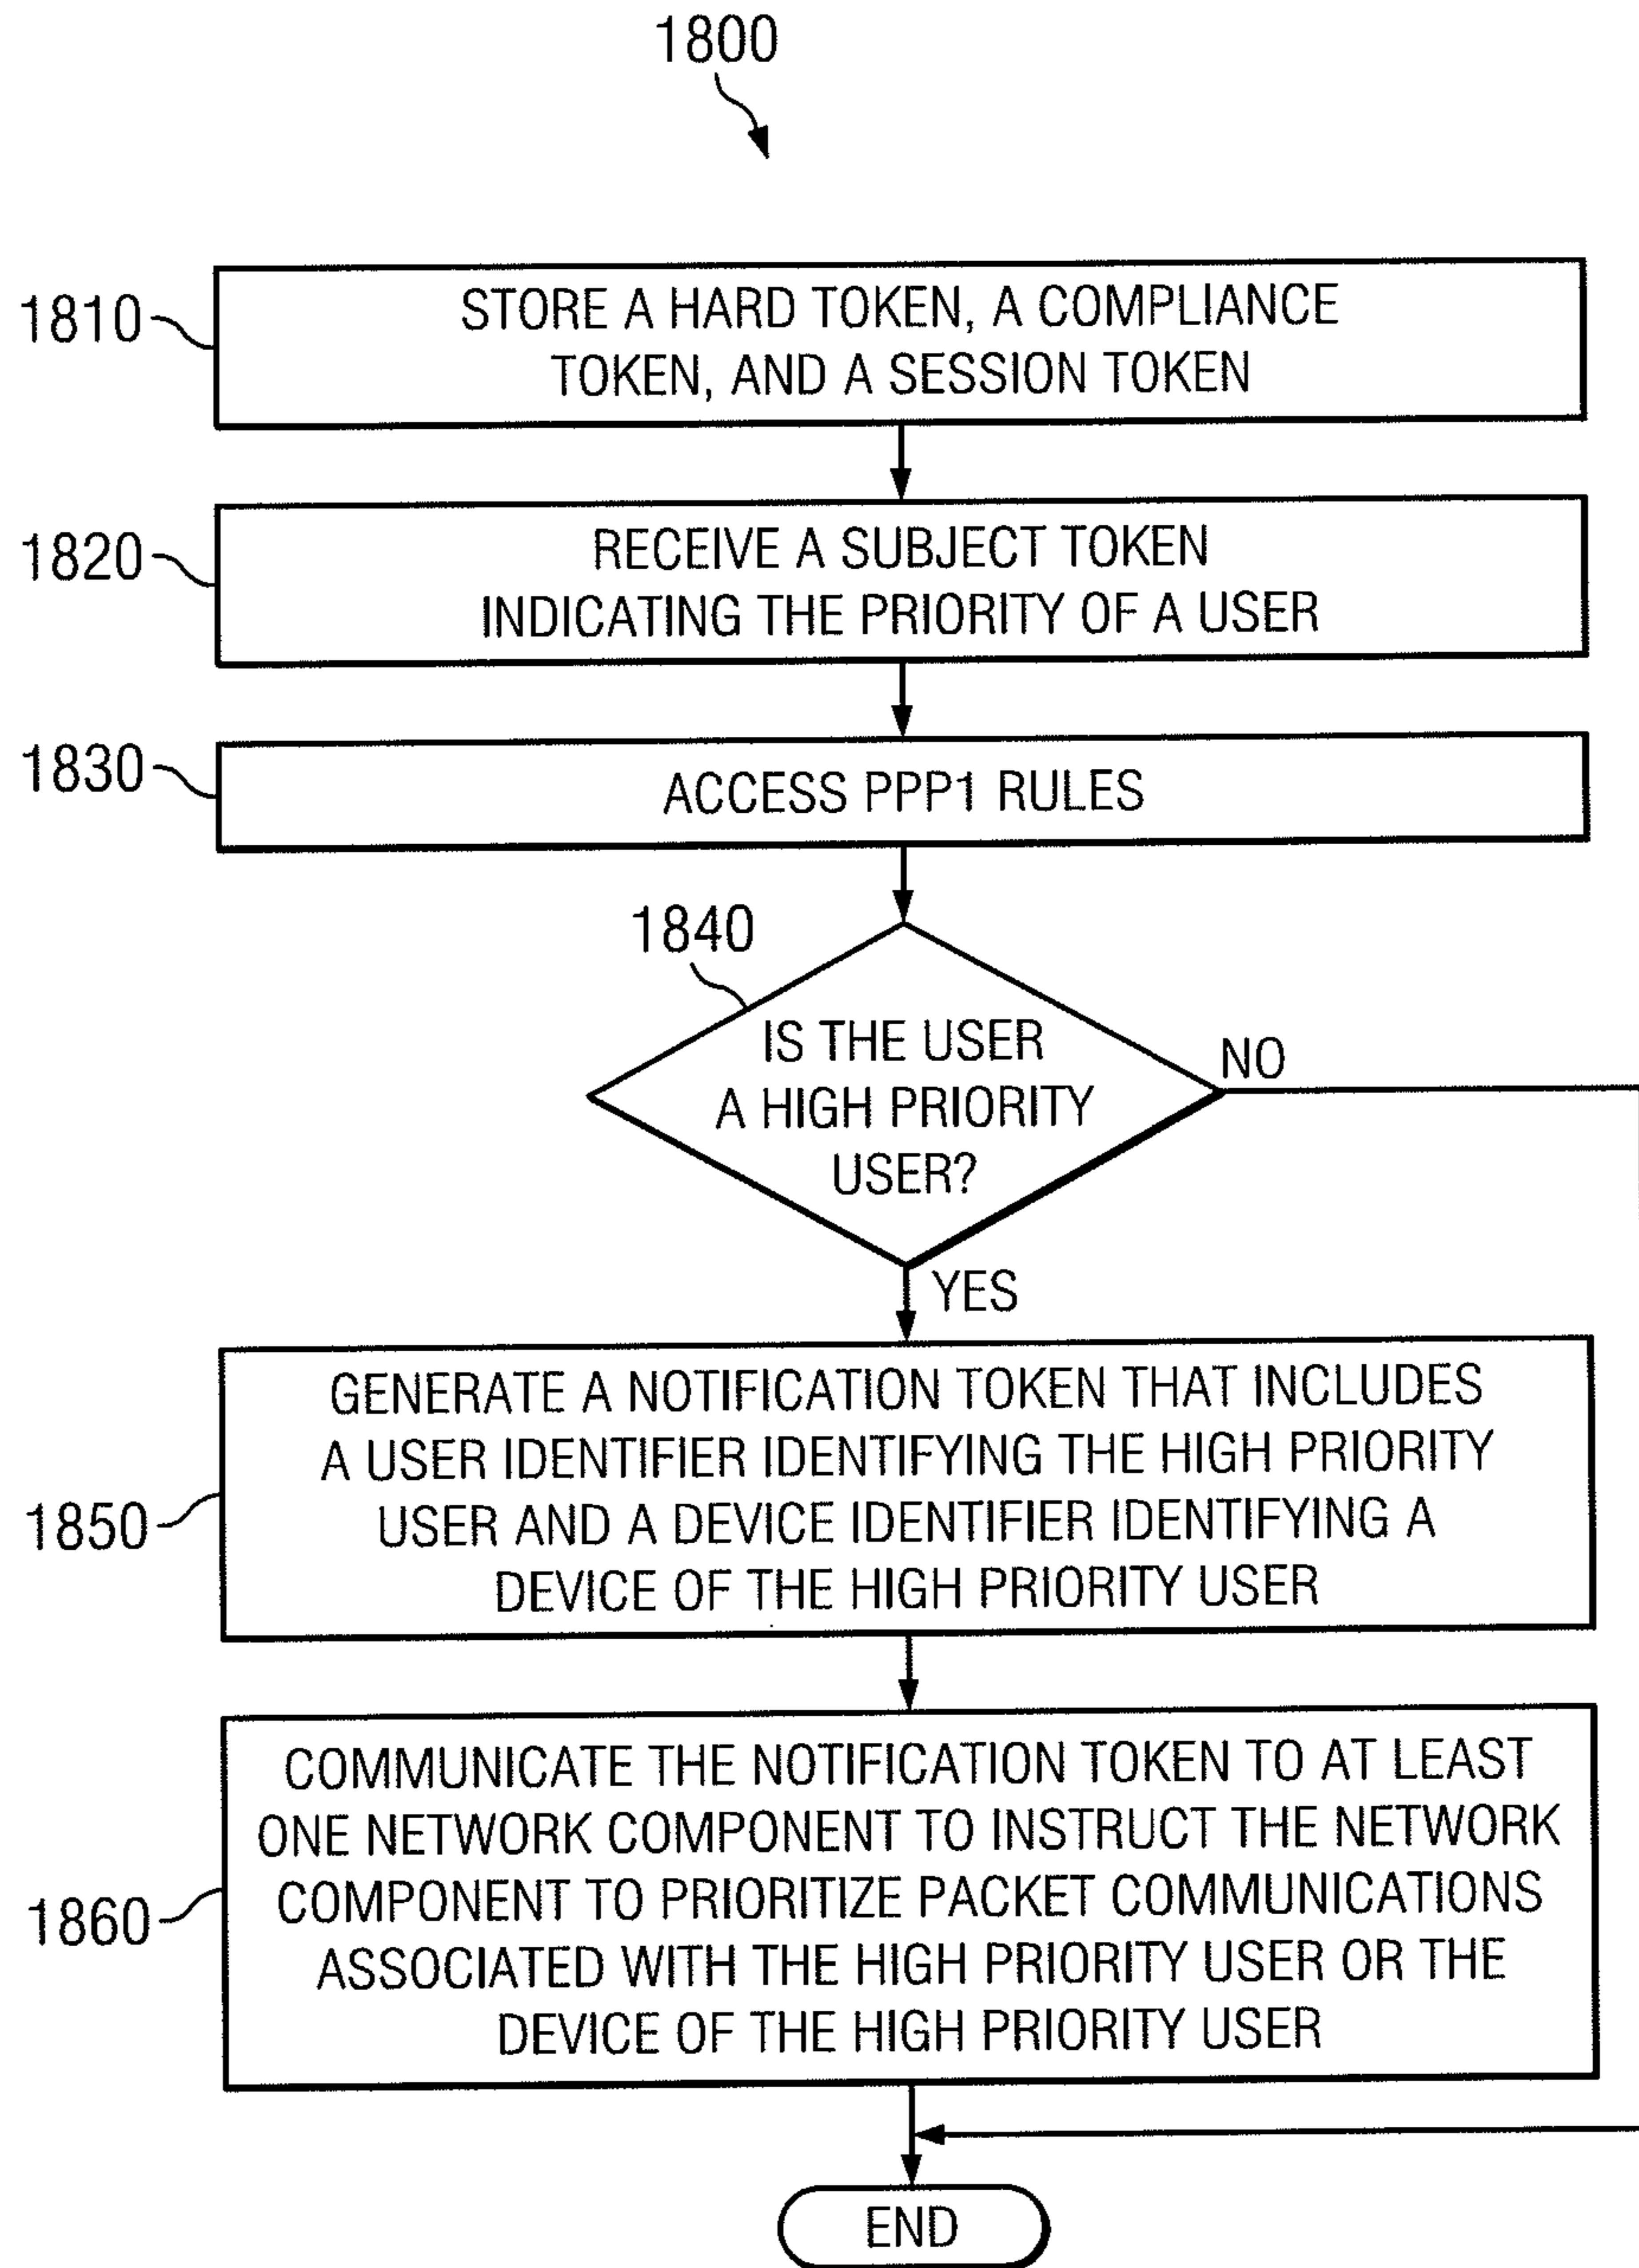 1800
1810
STORE A HARD TOKEN, A COMPLIANCE
TOKEN, AND A SESSION TOKEN
1820
RECEIVE A SUBJECT TOKEN
INDICATING THE PRIORITY OF A USER
1830
ACCESS PPP1 RULES
1840
IS THE USER
A HIGH PRIORITY
USER?
NO
YES
1850
GENERATE A NOTIFICATION TOKEN THAT INCLUDES
A USER IDENTIFIER IDENTIFYING THE HIGH PRIORITY
USER AND A DEVICE IDENTIFIER IDENTIFYING A
DEVICE OF THE HIGH PRIORITY USER
1860
COMMUNICATE THE NOTIFICATION TOKEN TO AT LEAST
ONE NETWORK COMPONENT TO INSTRUCT THE NETWORK
COMPONENT TO PRIORITIZE PACKET COMMUNICATIONS
ASSOCIATED WITH THE HIGH PRIORITY USER OR THE
DEVICE OF THE HIGH PRIORITY USER
END